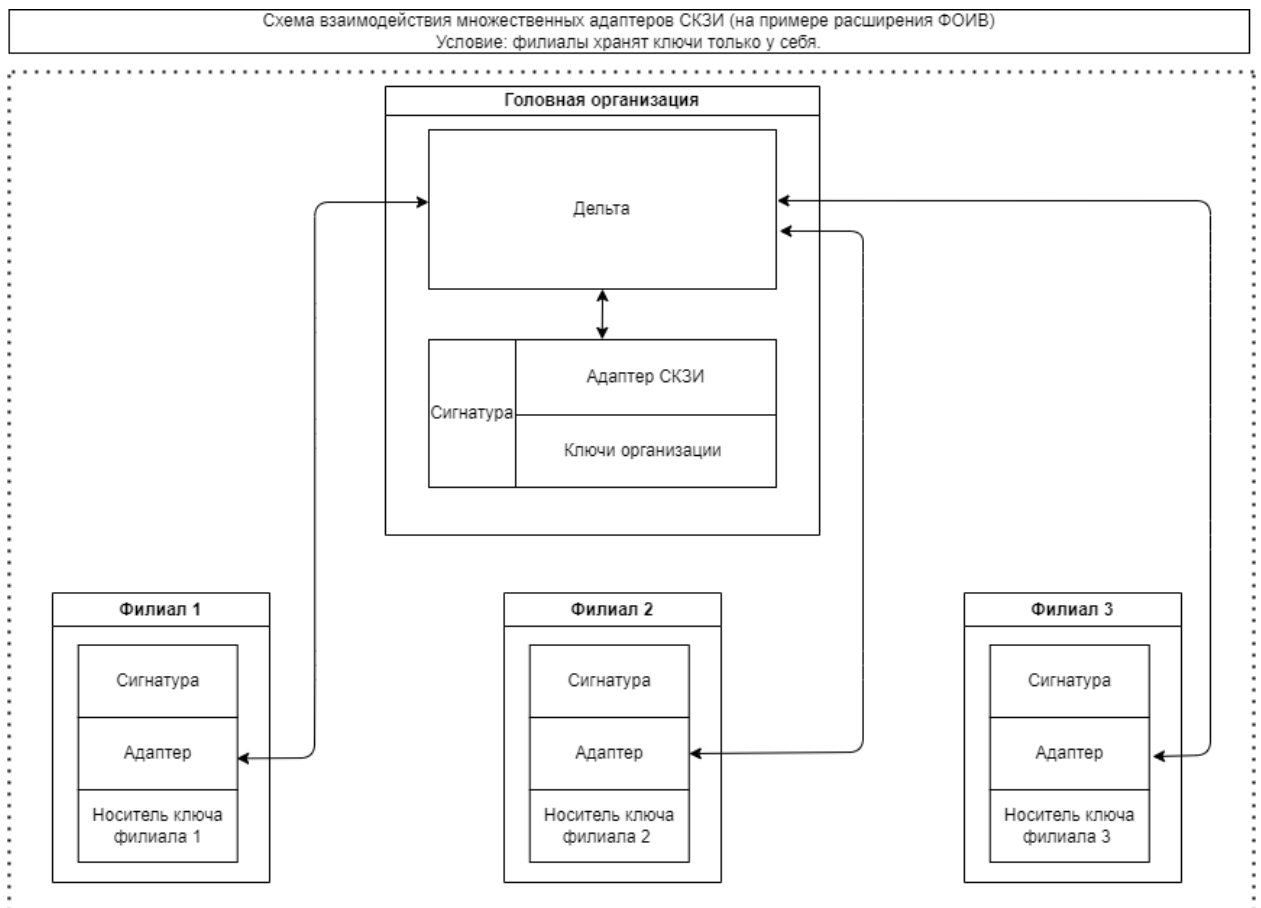 Схема взаимодействия множественных адаптеров СКЗИ (на примере расширения ФОИВ)
Условие: филиалы хранят ключи только у себя.
Головная организация
Дельта
Сигнатура
Адаптер СКЗИ
Ключи организации
Филиал 1
Сигнатура
Адаптер
Носитель ключа
филиала 1
Филиал 2
Сигнатура
Адаптер
Носитель ключа
филиала 2
Филиал 3
Сигнатура
Адаптер
Носитель ключа
филиала 3